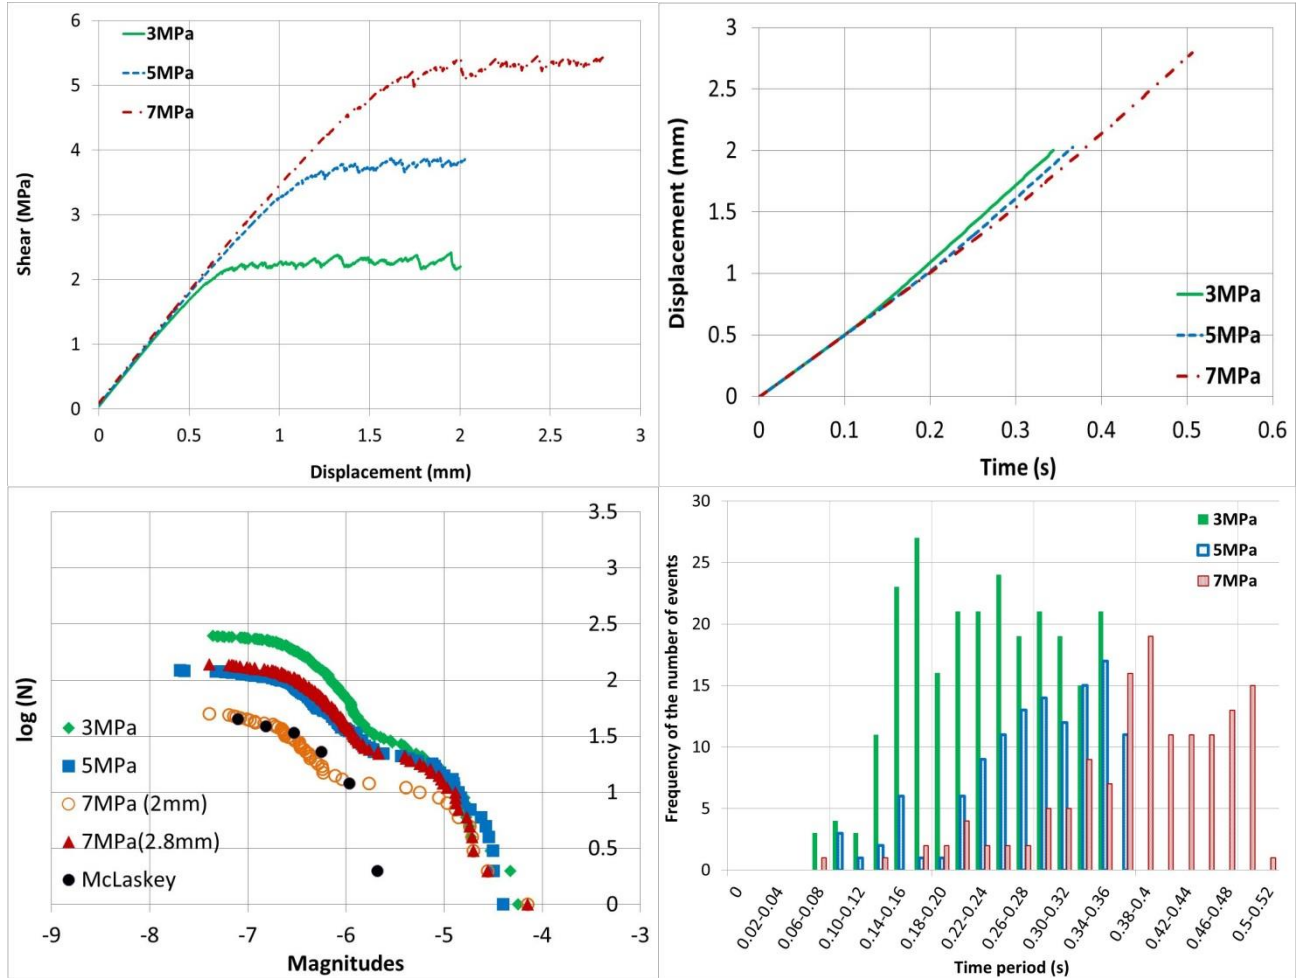 6
5
4
3
2
1
0
3MPa
5MPa
7MPa
Shear (MPa)
0
0.5
1
1.5
2
2.5
3
Displacement (mm)
3
2.5
2
1.5
1
0.5
0
Displacement (mm)
3MPa
5MPa
7MPa
0
0.1
0.2
0.3
0.4
0.5
0.6
Time (s)
3.5
3
2.5
2
1.5
1
0.5
0
log (N)
3MPa
5MPa
7MPa (2mm)
7MPa(2.8mm)
McLaskey
-9
-8
-7
-6
-5
-4
-3
Magnitudes
30
25
20
15
10
5
0
Frequency of the number of events
3MPa
5MPa
7MPa
0
0.02-0.04
0.06-0.08
0.10-0.12
0.14-0.16
0.18-0.20
0.22-0.24
0.26-0.28
0.30-0.32
0.34-0.36
0.38-0.4
0.42-0.44
0.46-0.48
0.5-0.52
Time period (s)